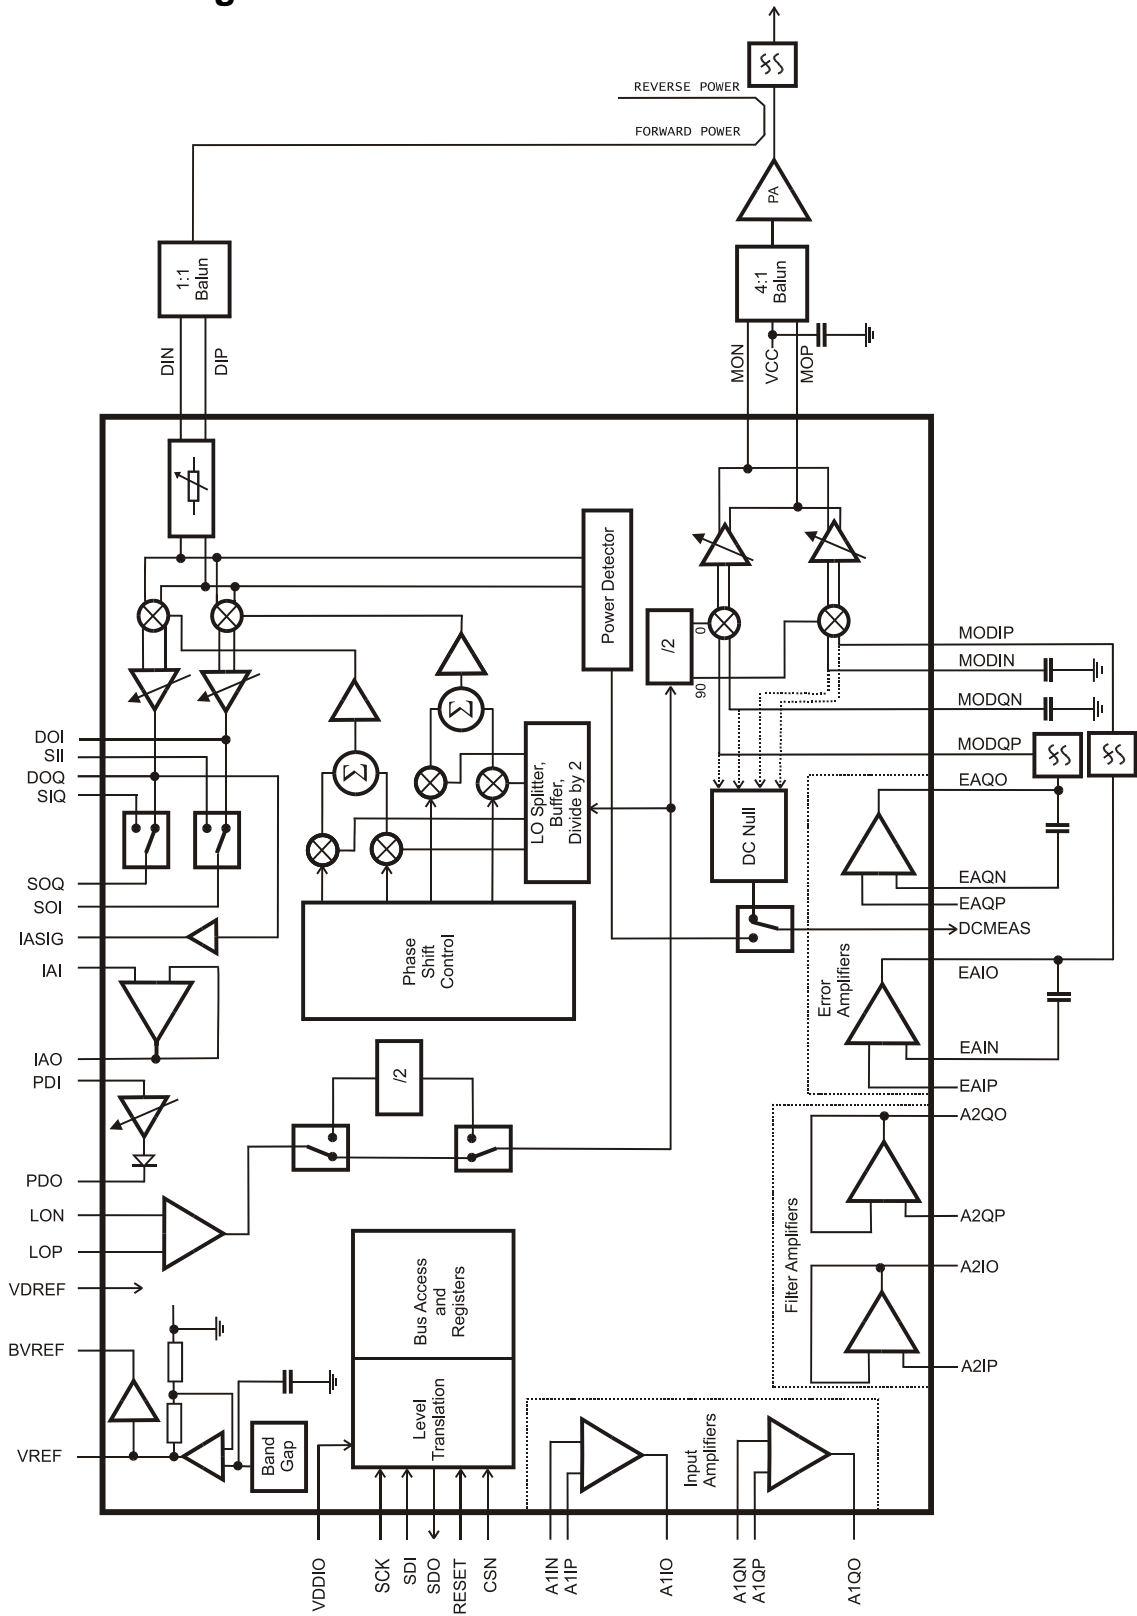 REVERSE POWER
FORWARD POWER
PA
1:1
Balun
4:1
Balun
DIN
DIP
MON
VCC
MOP
Power Detector
/2
0
90
MODIP
MODIN
MODQN
MODQP
DOI
SII
DOQ
SIQ
Σ
Σ
LO Splitter,
Buffer,
Divide by 2
DC Null
EAQO
EAQN
EAQP
DCMEAS
EAIO
EAIN
EAIP
Error
Amplifiers
SOQ
SOI
IASIG
IAI
IAO
PDI
PDO
LON
LOP
VDREF
BVREF
VREF
Phase
Shift
Control
/2
A2QO
A2QP
A2IO
A2IP
Filter Amplifiers
Bus Access
and
Registers
Level
Translation
Band
Gap
Input
Amplifiers
VDDIO
SCK
SDI
SDO
RESET
CSN
A1IN
A1IP
A1IO
A1QN
A1QP
A1QO